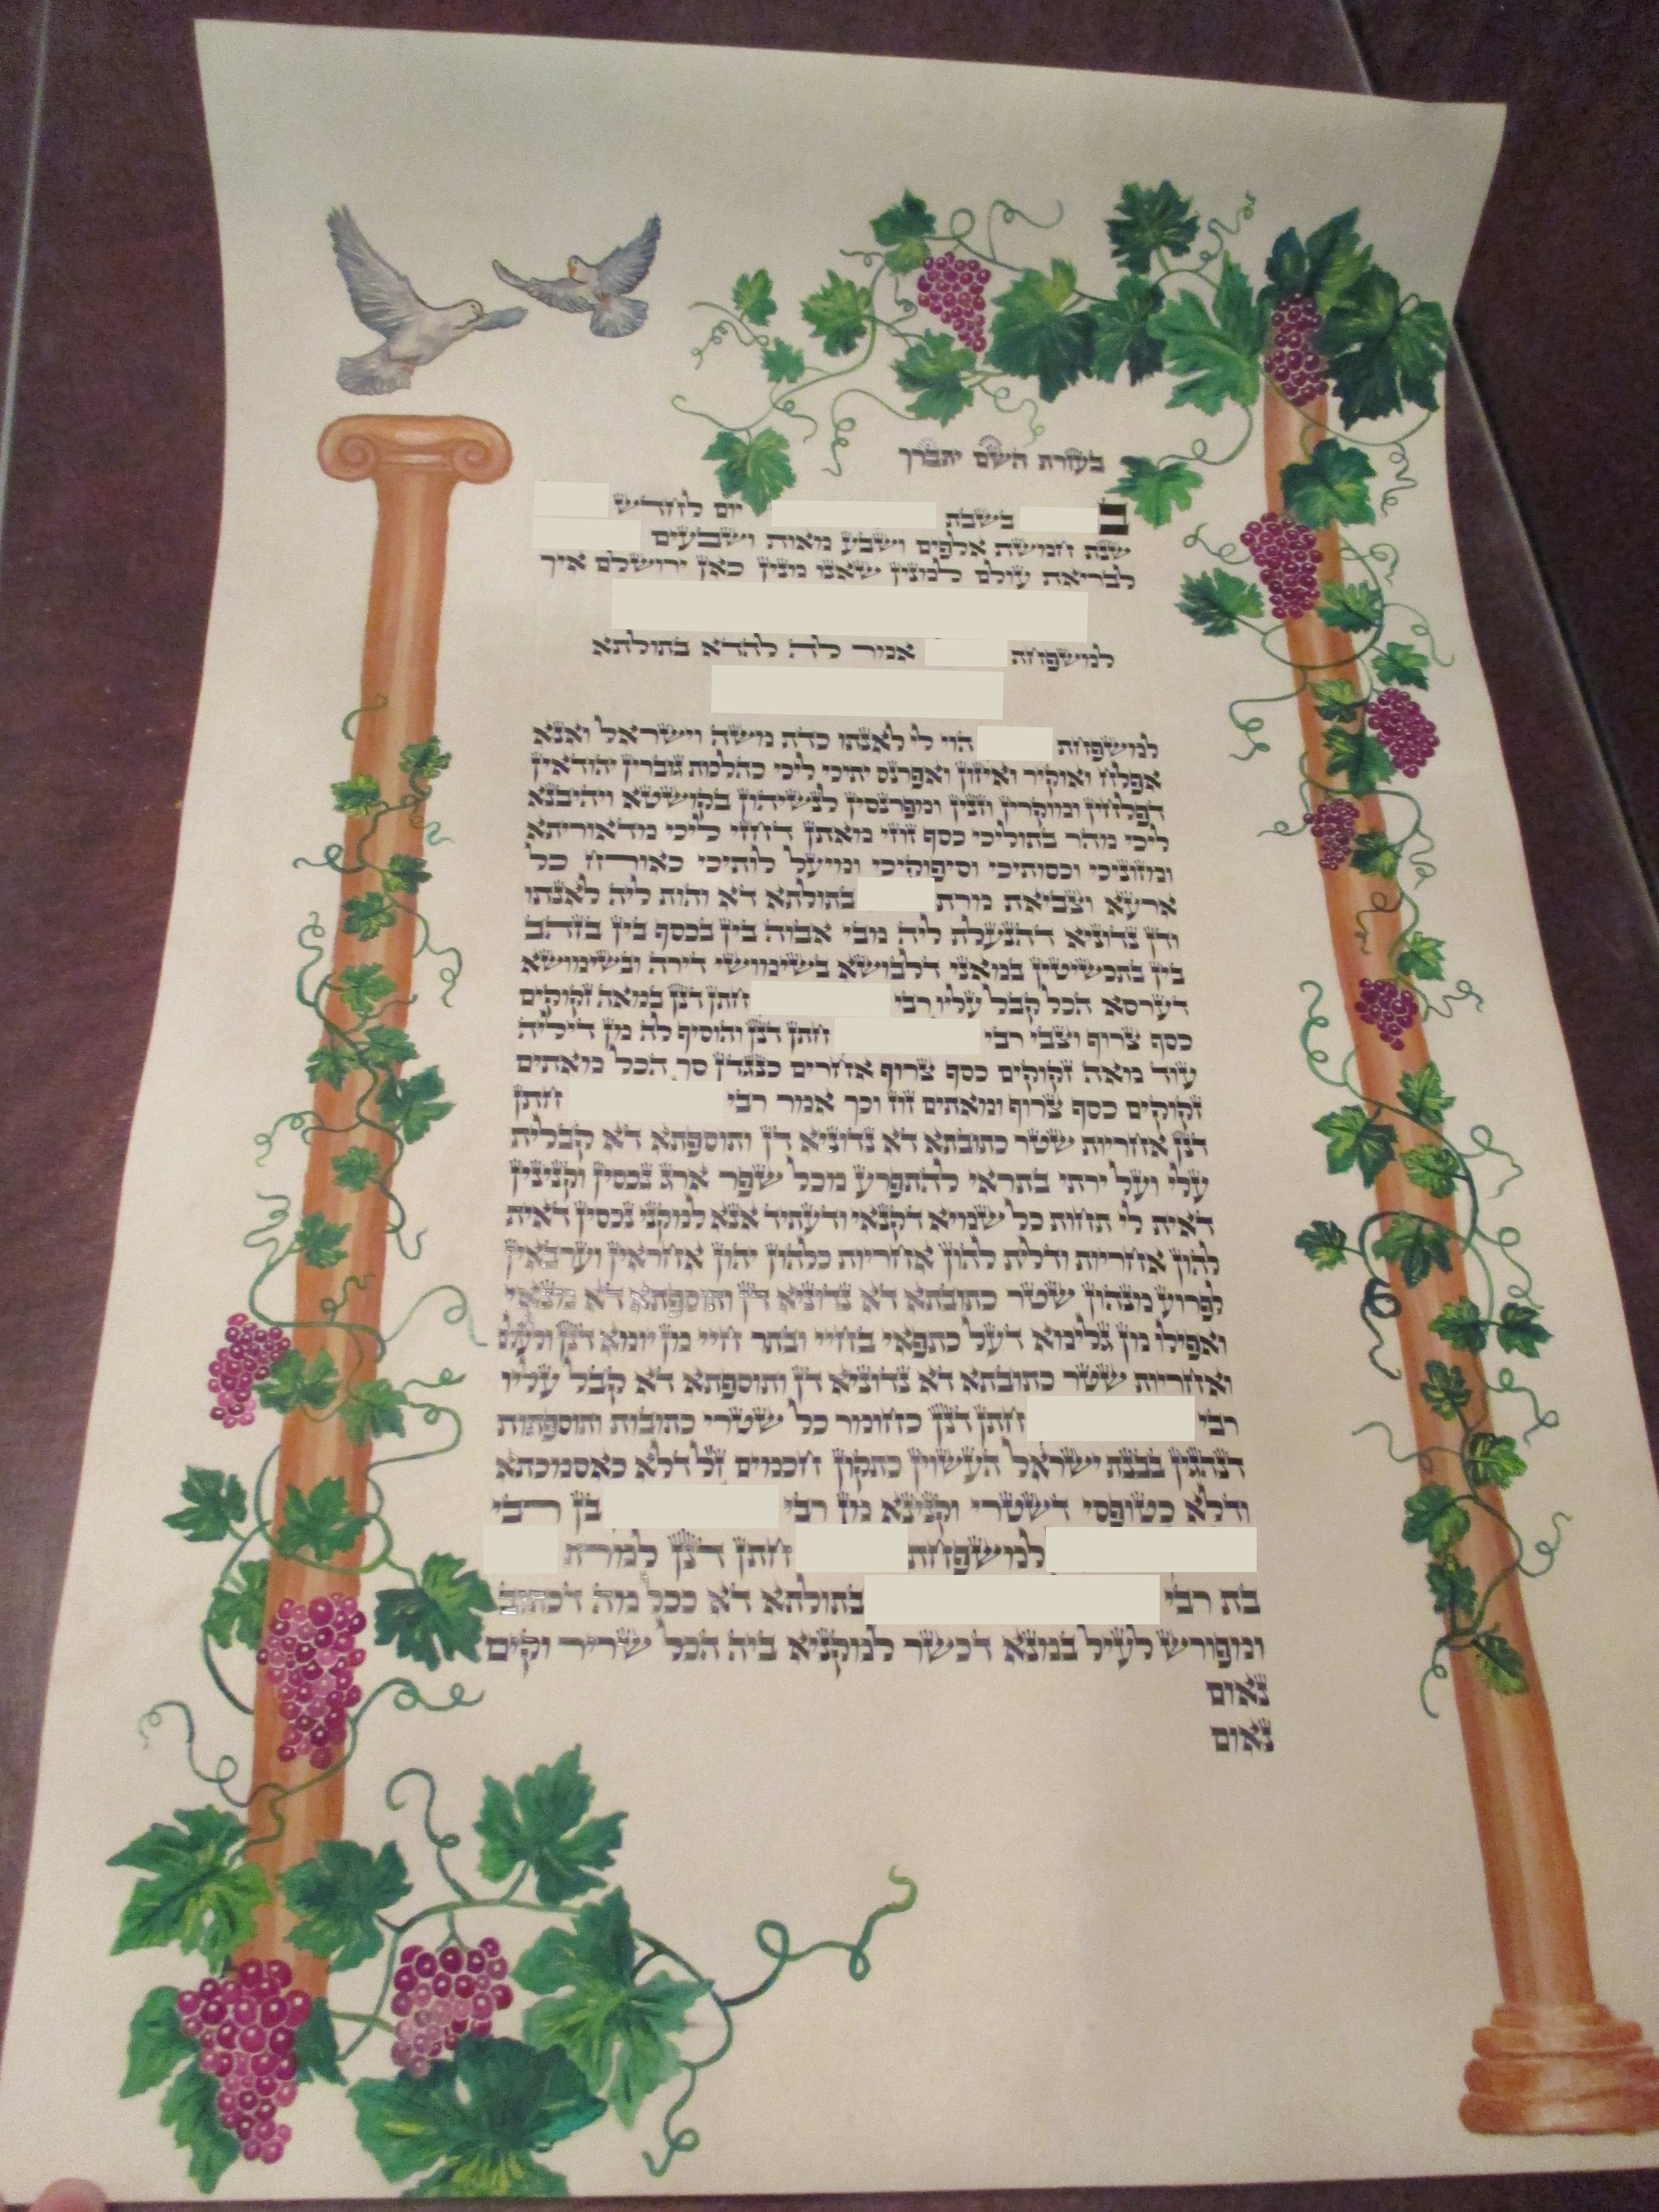 בעזרת השם יתברך
ב בשבת יום לחודש
שנת חמשת אלפים ושבע מאות ושבעים
לבריאת עולם למנין שאנו מנין כאן ירושלם איך
למשפחת אמר לה להדא בתולתא
למשפחת הוי לי לאנתו כדת משה וישראל ואנא
אפלח ואוקיר ואיזון ואפרנס יתיכי ליכי כהלכת גוברין יהודאין
דפלחין ומוקרין וזנין ומפרנסין לנשיהון בקושטא ויהיבנא
ליכי מהר בתוליכי כסף זוזי מאתן דחזי ליכי מדאוריתא
ומזוניכי וכסותיכי וסיפוקיכי ומיעל לותיכי כאורח כל
ארעא וצביאת מרת בתולתא דא והות ליה לאנתו
ודן נדוניא דהנעלת ליה מבי אבוה בין בכסף בין בזהב
בין בתכשיטין במאני דלבושא בשימושי דירה ובשימושא
דערסא הכל קבל עליו רבי חתן דנן במאה זקוקים
כסף צרוף וצבי רבי חתן דנן והוסיף לה מן דיליה
עוד מאה זקוקים כסף צרוף אחרים כנגדן סך הכל מאתים
זקוקים כסף צרוף ומאתים זוז וכך אמר רבי חתן
דנן אחריות שטר כתובתא דא נדוניא דן ותוספתא דא קבלית
עלי ועל ירתי בתראי להתפרע מכל שפר ארג נכסין וקנינין
דאית לי תחות כל שמיא דקנאי ודעתיד אנא למקני נכסין דאית
להון אחריות ודלית להון אחריות כלהון יהון אחראין וערבאין
לפרוע מנהון שטר כתובתא דא נדוניא דן ותוספתא דא מנאי
ואפילו מן גלימא דעל כתפאי בחיי ובתר חיי מן יומא דנן ולעלם
ואחריות שטר כתובתא דא נדוניא דן ותוספתא דא קבל עליו
רבי חתן דנן כחומר כל שטרי כתובות ותוספתות
דנהגין בבנת ישראל העשוין כתקון חכמים זל דלא כאסמכתא
ודלא כטופסי דשטרי וקנינא מן רבי בן רבי
למשפחת חתן דנן למרת
בת רבי בתולתא דא ככל מה דכתוב
ומפורש לעיל במנא דכשר למקניא ביה הכל שריר וקים
נאום
נאום